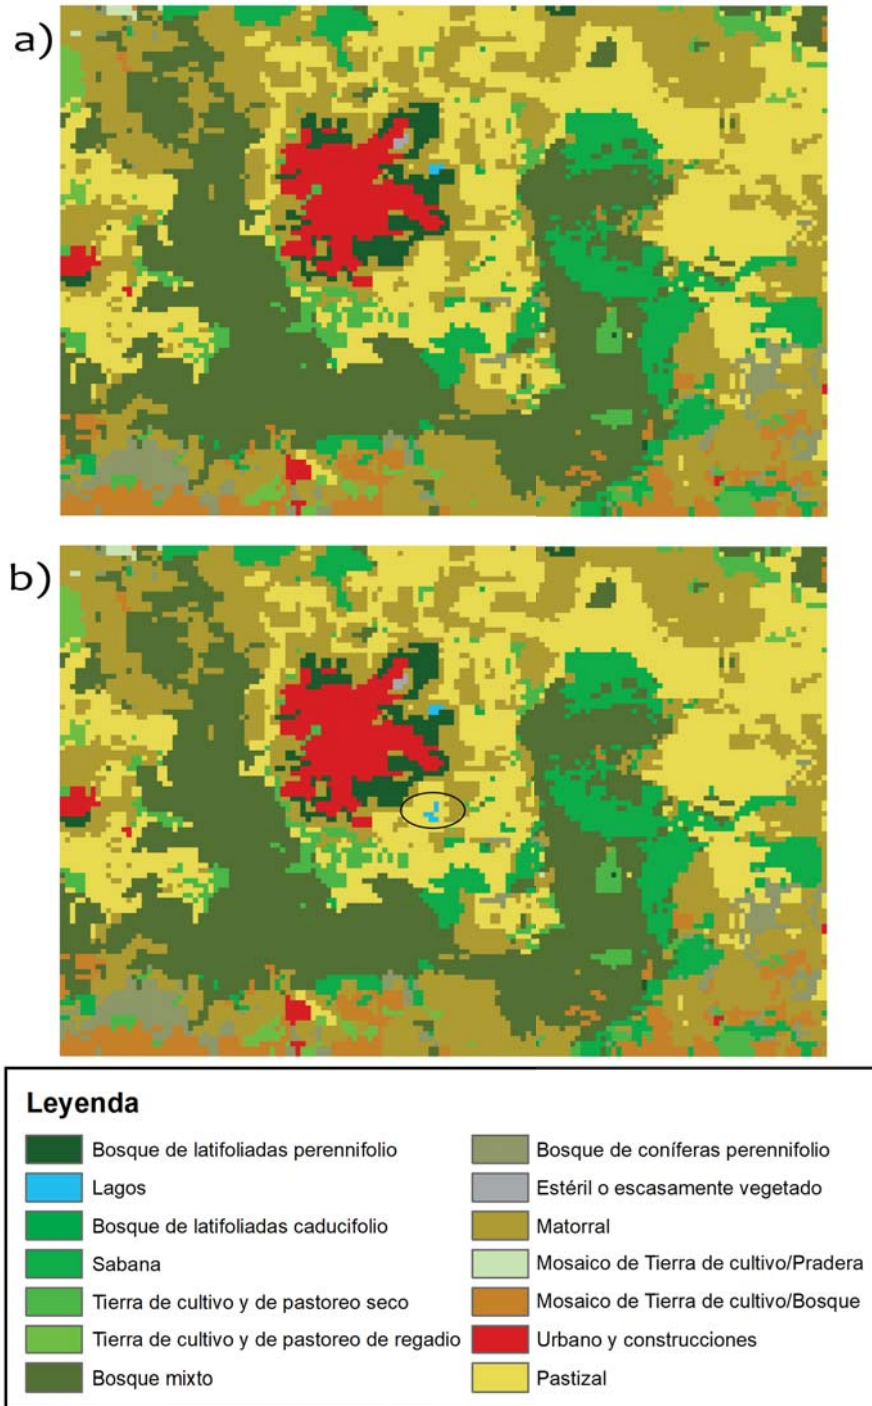 a)
b)
Leyenda
Bosque de latifoliadas perennifolio
Lagos
Bosque de latifoliadas caducifolio
Sabana
Tierra de cultivo y de pastoreo seco
Tierra de cultivo y de pastoreo de regadio
Bosque mixto
Bosque de coníferas perennifolio
Estéril o escasamente vegetado
Matorral
Mosaico de Tierra de cultivo/Pradera
Mosaico de Tierra de cultivo/Bosque
Urbano y construcciones
Pastizal